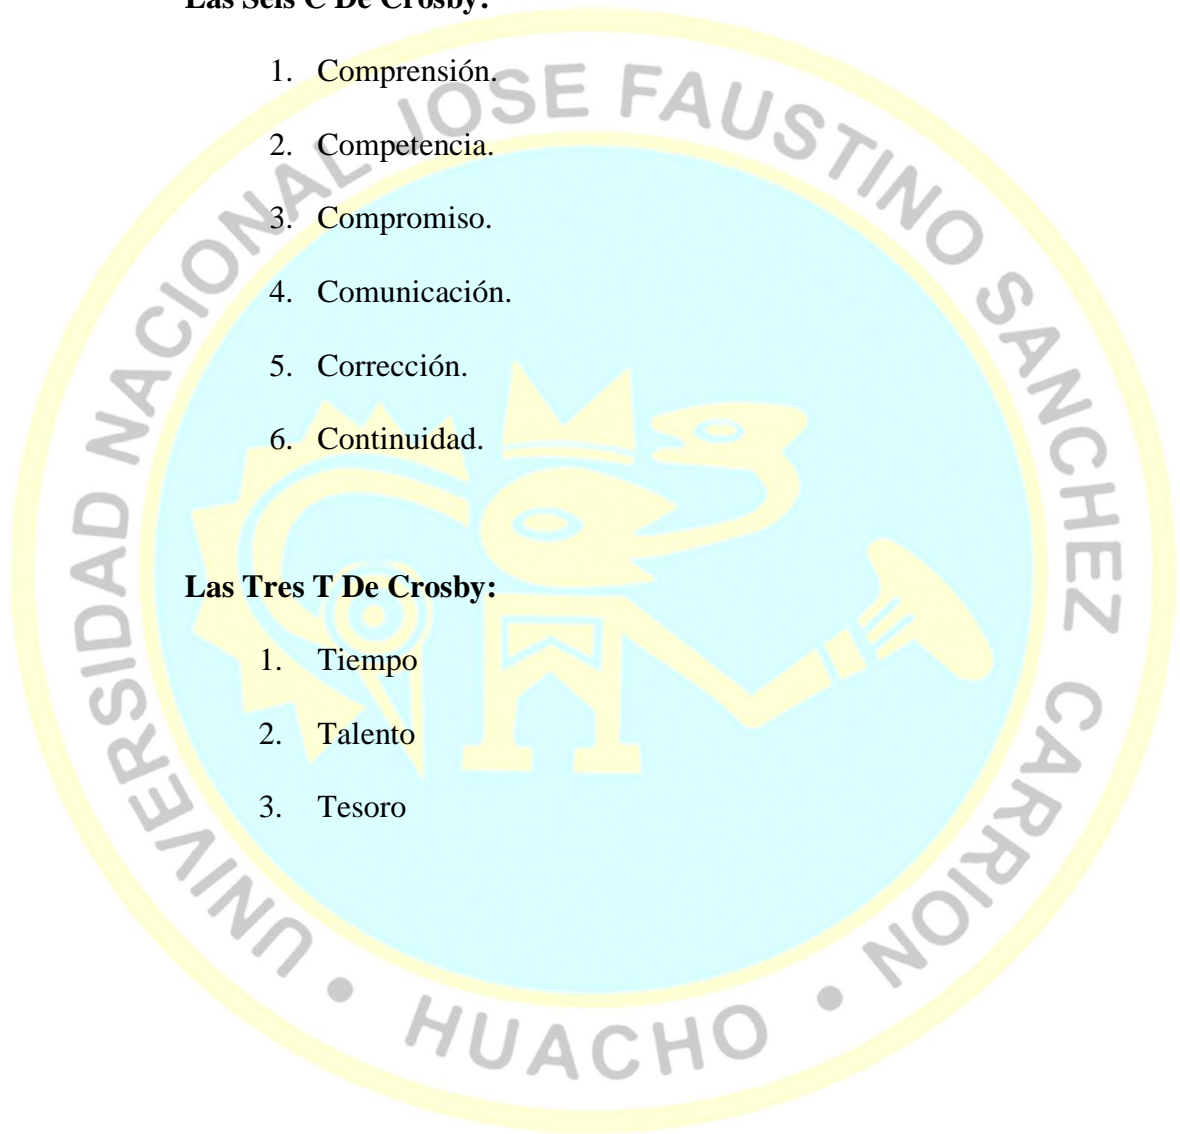 Las Seis C De Crosby:
1. Comprensión.
2. Competencia.
3. Compromiso.
4. Comunicación.
5. Corrección.
6. Continuidad.
Las Tres T De Crosby:
1. Tiempo
2. Talento
3. Tesoro
UNIVERSIDAD NACIONAL JOSE FAUSTINO SANCHEZ CARRION • HUACHO •